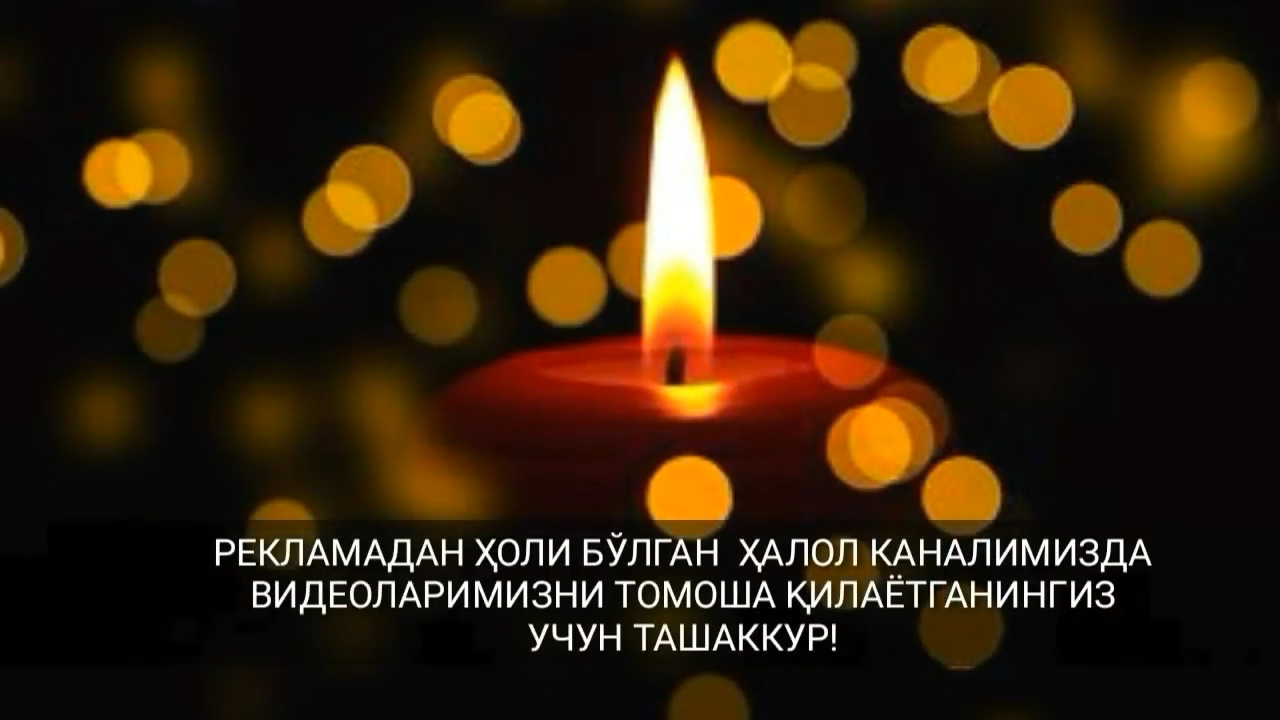 РЕКЛАМАДАН ҲОЛИ БЎЛГАН ҲАЛОЛ КАНАЛИМИЗДА
ВИДЕОЛАРИМИЗНИ ТОМОША ҚИЛАЁТГАНИНГИЗ
УЧУН ТАШАККУР!